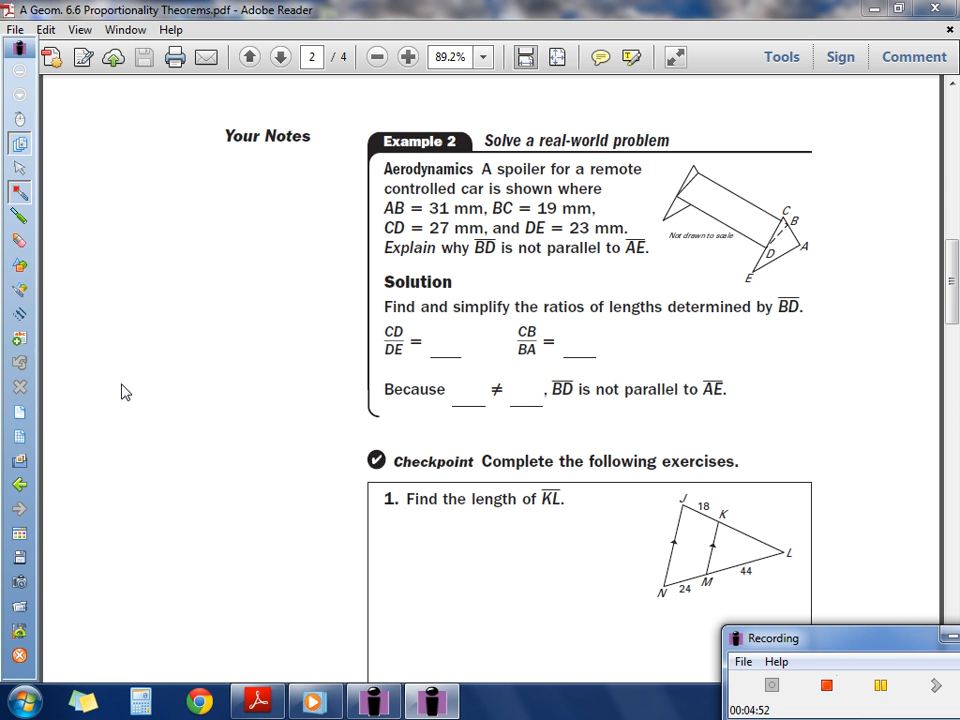 A Geom. 6.6 Proportionality Theorems.pdf - Adobe Reader
File Edit View Window Help
2 / 4 89.2% Tools Sign Comment
Your Notes
Example 2 Solve a real-world problem
Aerodynamics A spoiler for a remote
controlled car is shown where
AB = 31 mm, BC = 19 mm,
CD = 27 mm, and DE = 23 mm.
Explain why BD is not parallel to AE.
C
B
Not drawn to scale
D
A
E
Solution
Find and simplify the ratios of lengths determined by BD.
CD/DE = ___ CB/BA = ___
Because ___ ≠ ___, BD is not parallel to AE.
Checkpoint Complete the following exercises.
1. Find the length of KL.
J
18
K
L
44
M
24
N
Recording
File Help
00:04:52